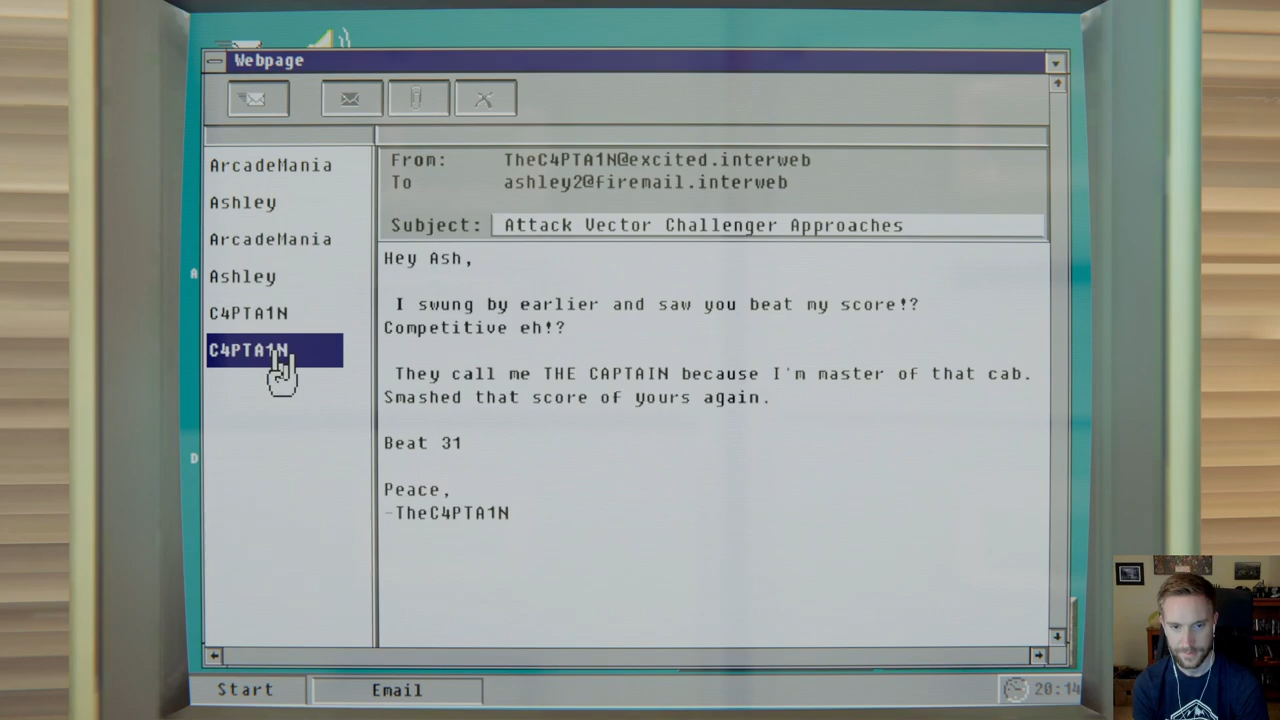 Webpage
ArcadeMania
Ashley
ArcadeMania
Ashley
C4PTA1N
C4PTA1N
From: TheC4PTA1N@excited.interweb
To ashley2@firemail.interweb
Subject: Attack Vector Challenger Approaches
Hey Ash,
I swung by earlier and saw you beat my score!?
Competitive eh!?
They call me THE CAPTAIN because I'm master of that cab.
Smashed that score of yours again.
Beat 31
Peace,
-TheC4PTA1N
A
D
Start
Email
20:14